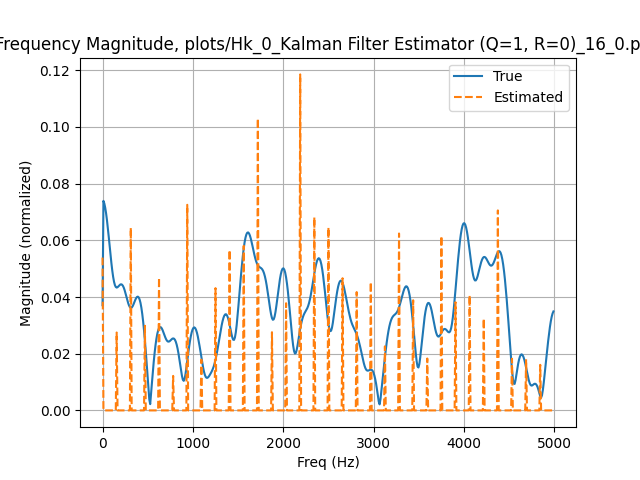 Frequency Magnitude, plots/Hk_0_Kalman Filter Estimator (Q=1, R=0)_16_0.p
True
Estimated
0.12
0.10
0.08
0.06
0.04
0.02
0.00
Magnitude (normalized)
0 1000 2000 3000 4000 5000
Freq (Hz)